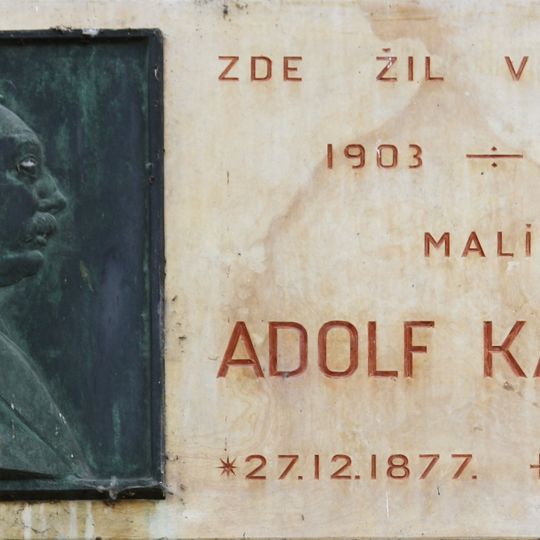 ZDE ŽIL V
1903 ÷
MALÍ
ADOLF KA
*27.12.1877. +